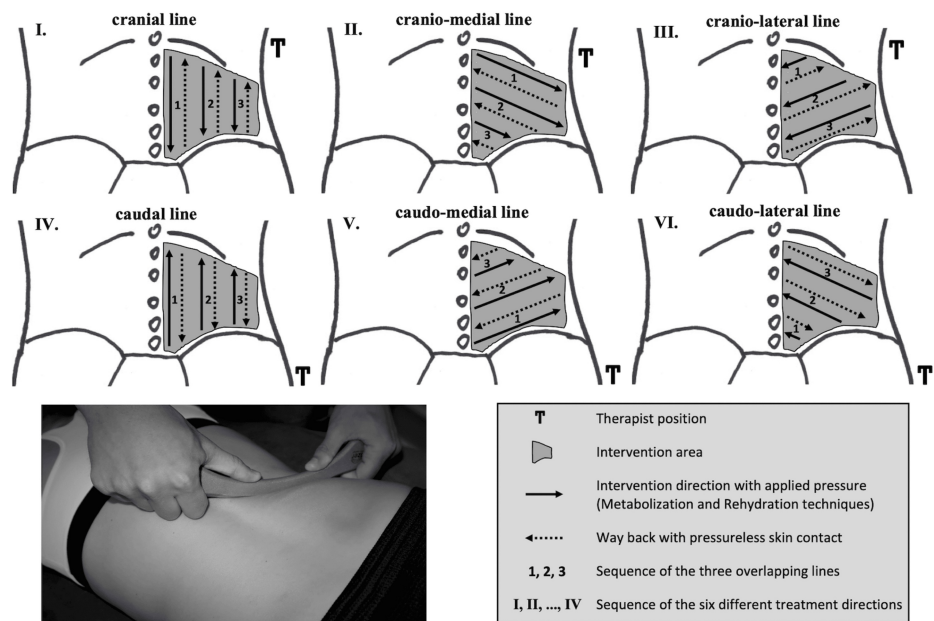 I.
cranial line
T
1
2
3
II.
cranio-medial line
T
1
2
3
III.
cranio-lateral line
T
1
2
3
IV.
caudal line
T
1
2
3
V.
caudo-medial line
T
3
2
1
VI.
caudo-lateral line
T
3
2
1
T Therapist position
Intervention area
Intervention direction with applied pressure
(Metabolization and Rehydration techniques)
Way back with pressureless skin contact
1, 2, 3 Sequence of the three overlapping lines
I, II, ..., IV Sequence of the six different treatment directions